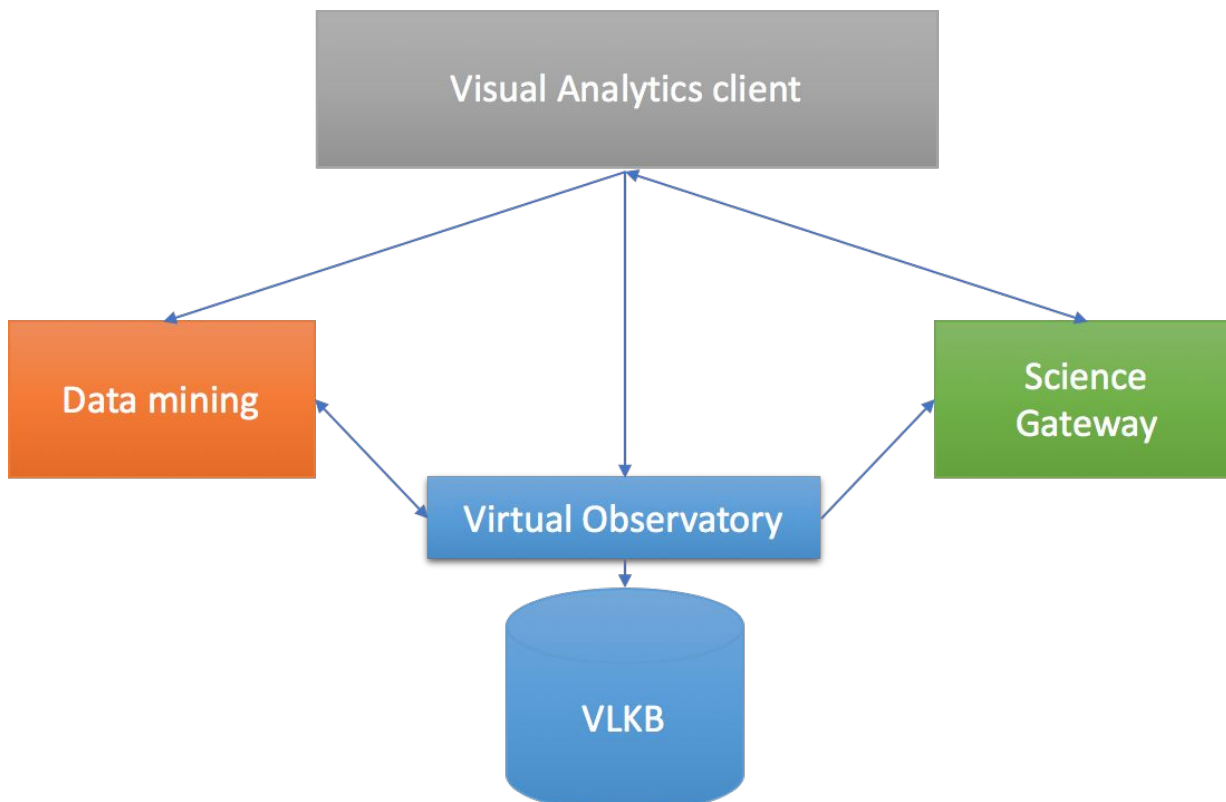 Visual Analytics client
Data mining
Science
Gateway
Virtual Observatory
VLKB